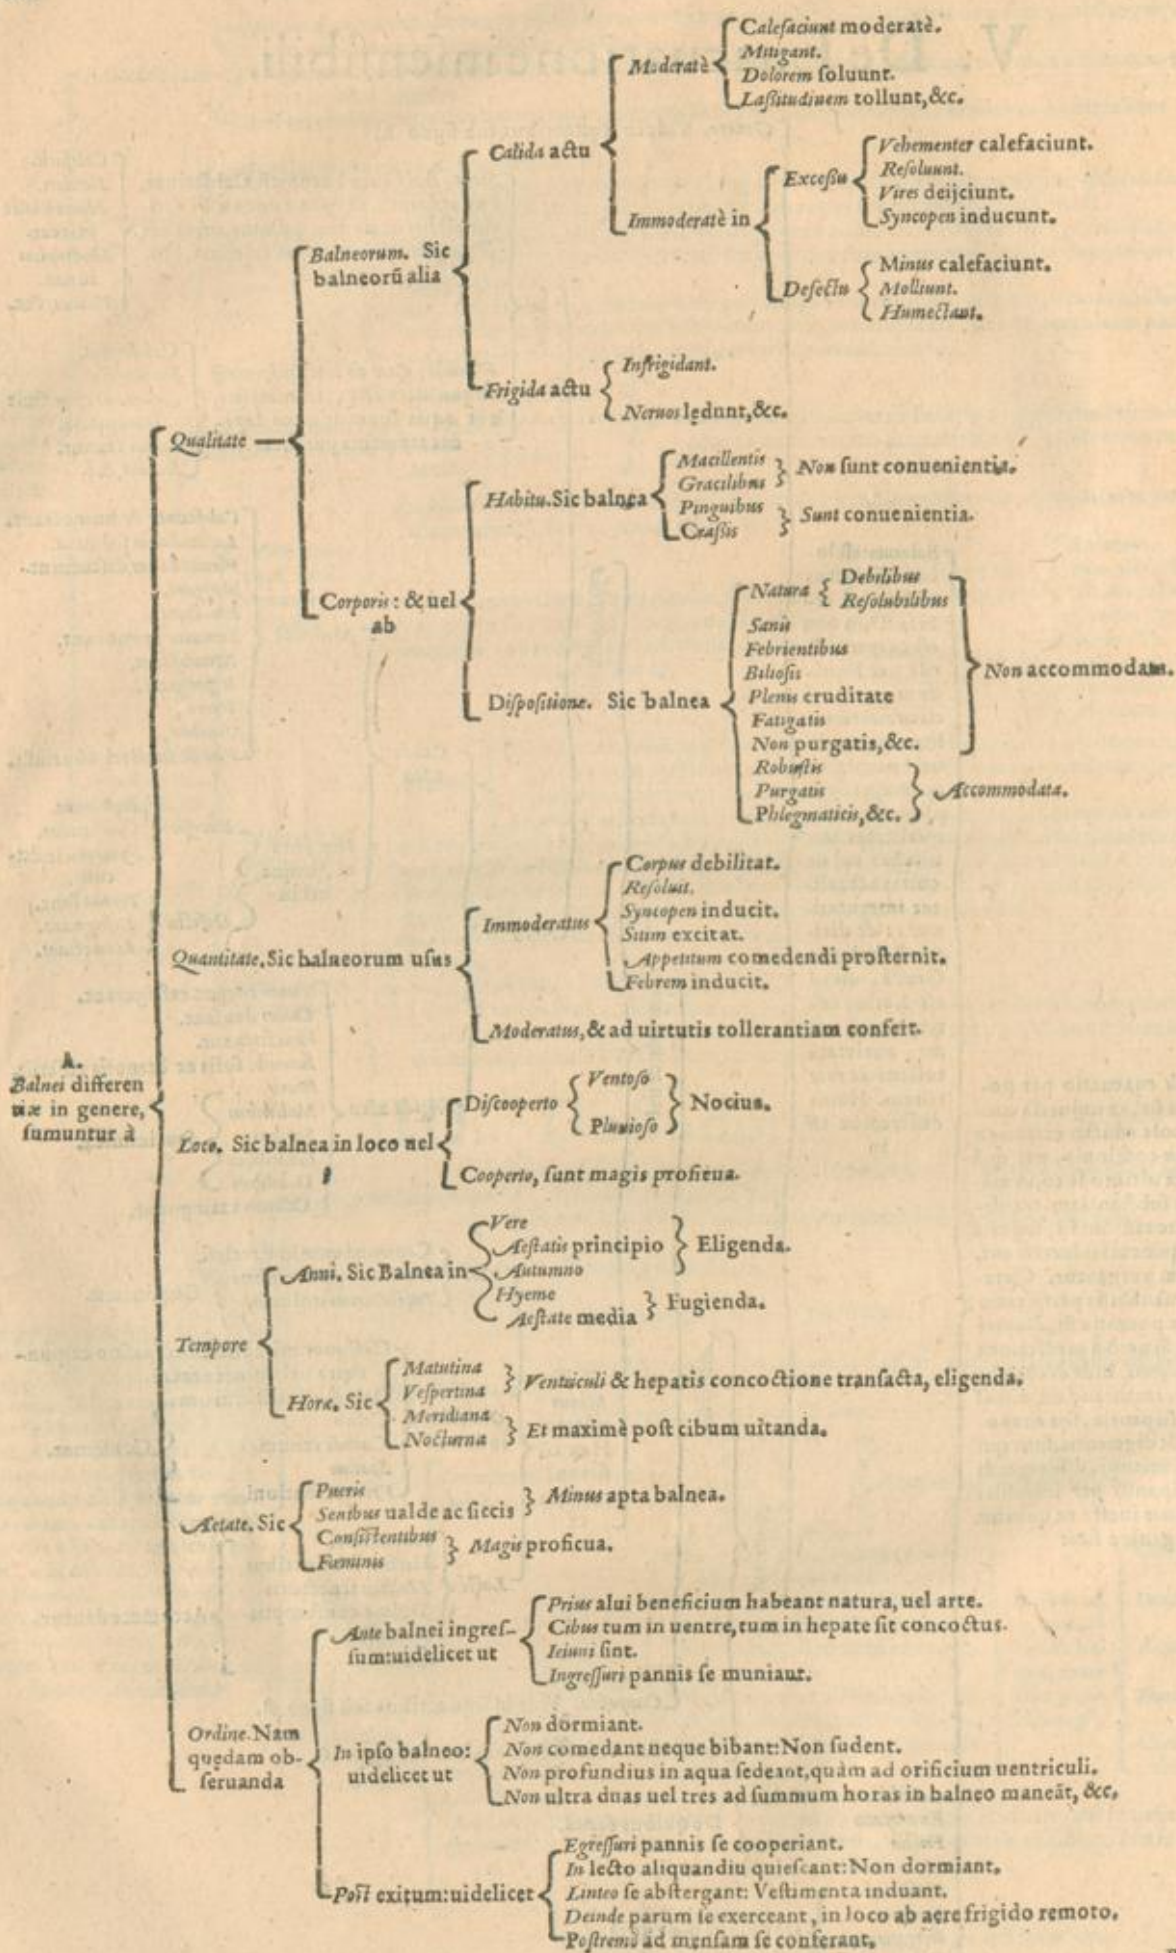 A.
Balnei differen
tiæ in genere,
sumuntur à
Qualitate
Balneorum. Sic
balneorū alia
Calida actu
Moderatè
Calefaciunt moderatè.
Mitigant.
Dolorem soluunt.
Lassitudinem tollunt, &c.
Immoderatè in
Excessu
Vehementer calefaciunt.
Resoluunt.
Vires deijciunt.
Syncopen inducunt.
Defectu
Minus calefaciunt.
Molliunt.
Humectant.
Frigida actu
Infrigidant.
Neruos lędunt, &c.
Corporis: & uel
ab
Habitu. Sic balnea
Macillentis
Gracilibus
Non sunt conuenientia.
Pinguibus
Crassis
Sunt conuenientia.
Dispositione. Sic balnea
Natura
Debilibus
Resolubilibus
Sanis
Febrientibus
Biliosis
Plenis cruditate
Fatigatis
Non purgatis, &c.
Non accommodata.
Robustis
Purgatis
Phlegmaticis, &c.
Accommodata.
Quantitate. Sic balneorum usus
Immoderatus
Corpus debilitat.
Resoluit.
Syncopen inducit.
Sitim excitat.
Appetitum comedendi prosternit.
Febrem inducit.
Moderatus, & ad uirtutis tollerantiam confert.
Loco. Sic balnea in loco uel
Discooperto
Ventoso
Pluuioso
Nociua.
Cooperto, sunt magis proficua.
Tempore
Anni. Sic Balnea in
Vere
Aestatis principio
Autumno
Eligenda.
Hyeme
Aestate media
Fugienda.
Horæ. Sic
Matutina
Vespertina
Ventriculi & hepatis concoctione transacta, eligenda.
Meridiana
Nocturna
Et maximè post cibum uitanda.
Aetate. Sic
Pueris
Senibus ualde ac siccis
Minus apta balnea.
Consistentibus
Fæminis
Magis proficua.
Ordine. Nam
quędam ob-
seruanda
Ante balnei ingres-
sum: uidelicet ut
Prius alui beneficium habeant natura, uel arte.
Cibus tum in uentre, tum in hepate sit concoctus.
Ieiuni sint.
Ingressuri pannis se muniant.
In ipso balneo:
uidelicet ut
Non dormiant.
Non comedant neque bibant: Non sudent.
Non profundius in aqua sedeant, quàm ad orificium uentriculi.
Non ultra duas uel tres ad summum horas in balneo maneāt, &c.
Post exitum: uidelicet
Egressuri pannis se cooperiant.
In lecto aliquandiu quiescant: Non dormiant.
Linteo se abstergant: Vestimenta induant.
Deinde parum se exerceant, in loco ab aere frigido remoto.
Postremò ad mensam se conferant.